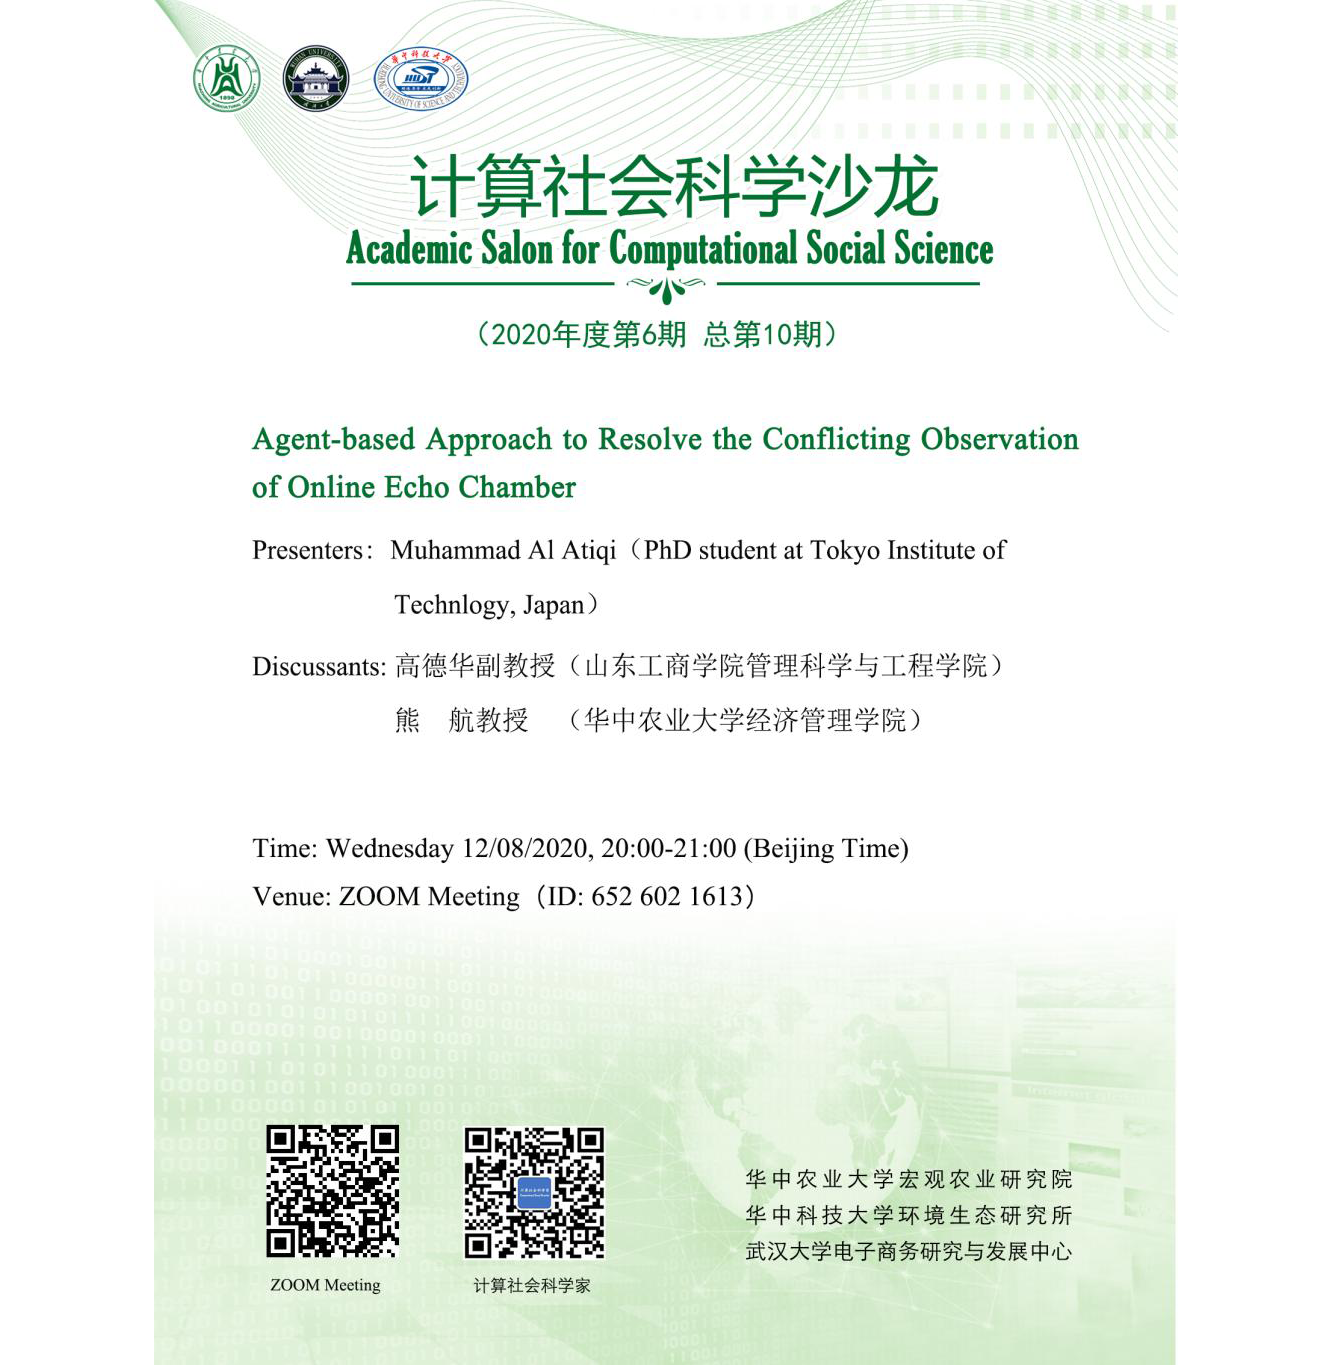 计算社会科学沙龙
Academic Salon for Computational Social Science
（2020年度第6期 总第10期）
Agent-based Approach to Resolve the Conflicting Observation
of Online Echo Chamber
Presenters： Muhammad Al Atiqi（PhD student at Tokyo Institute of
Technlogy, Japan）
Discussants: 高德华副教授（山东工商学院管理科学与工程学院）
熊 航教授 （华中农业大学经济管理学院）
Time: Wednesday 12/08/2020, 20:00-21:00 (Beijing Time)
Venue: ZOOM Meeting（ID: 652 602 1613）
华中农业大学宏观农业研究院
华中科技大学环境生态研究所
武汉大学电子商务研究与发展中心
ZOOM Meeting
计算社会科学家